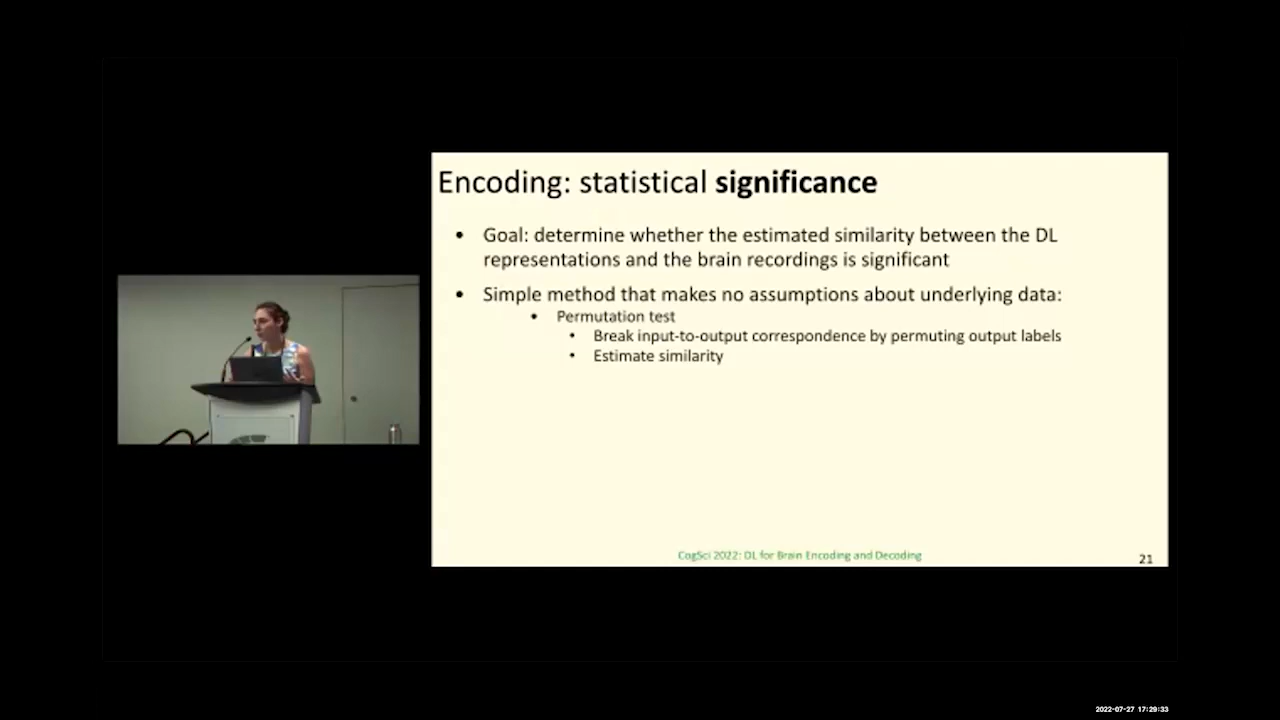 Encoding: statistical significance
• Goal: determine whether the estimated similarity between the DL
representations and the brain recordings is significant
• Simple method that makes no assumptions about underlying data:
• Permutation test
• Break input-to-output correspondence by permuting output labels
• Estimate similarity
CogSci 2022: DL for Brain Encoding and Decoding
21
2022-07-27 17:29:33